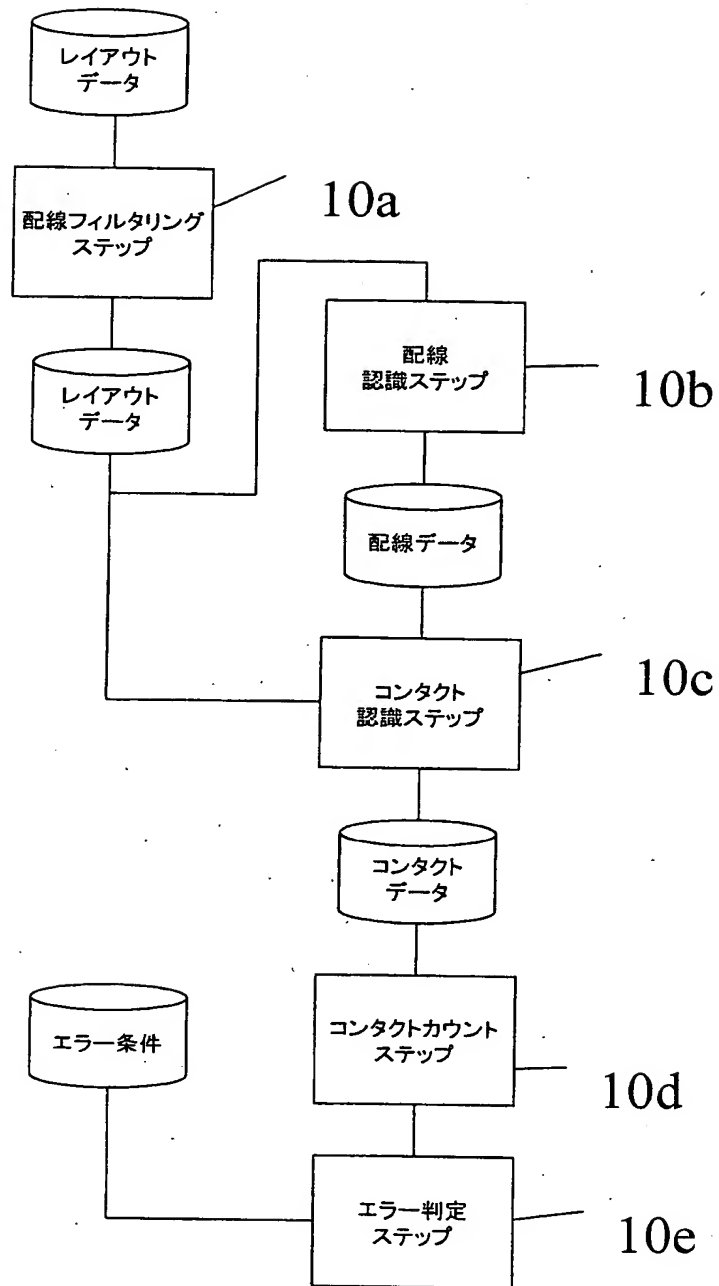 レイアウト
データ
配線フィルタリング
ステップ
10a
レイアウト
データ
配線
認識ステップ
10b
配線データ
コンタクト
認識ステップ
10c
コンタクト
データ
エラー条件
コンタクトカウント
ステップ
10d
エラー判定
ステップ
10e